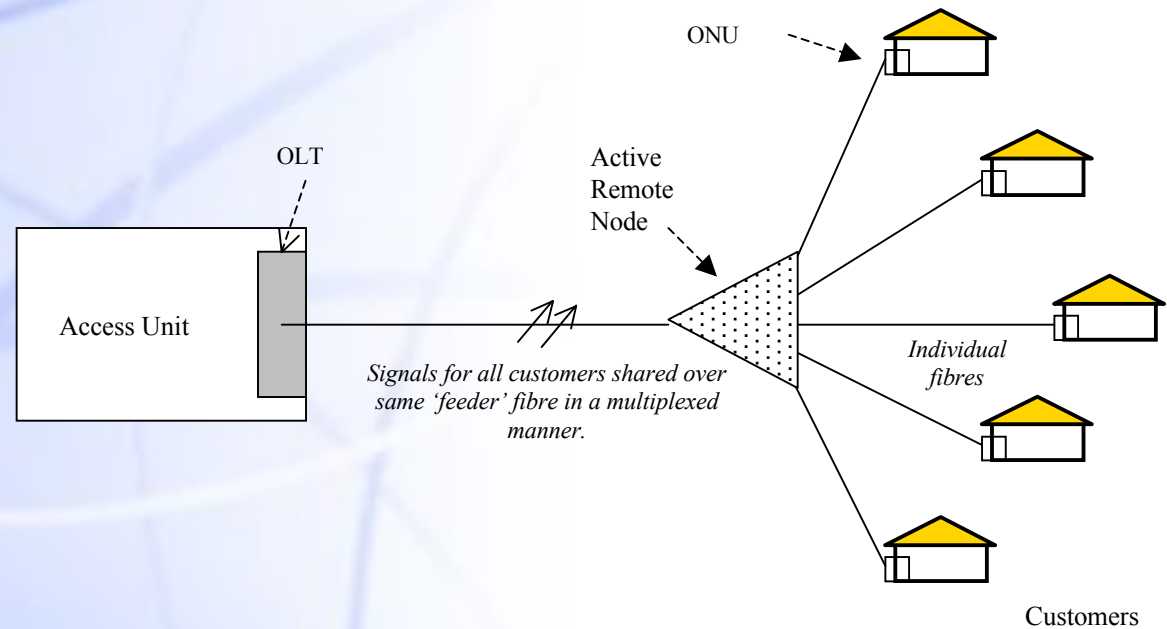 ONU
OLT
Active
Remote
Node
Access Unit
Signals for all customers shared over
same ‘feeder’ fibre in a multiplexed
manner.
Individual
fibres
Customers